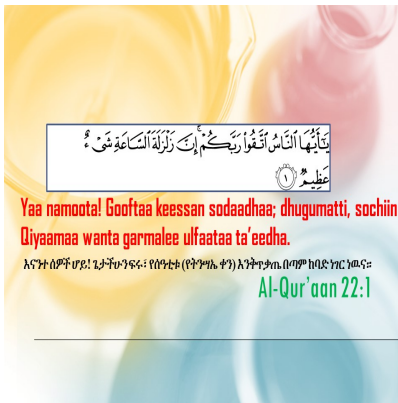 يَٰٓأَيُّهَا ٱلنَّاسُ ٱتَّقُوا۟ رَبَّكُمْ ۚ إِنَّ زَلْزَلَةَ ٱلسَّاعَةِ شَىْءٌ
عَظِيمٌ ١
Yaa namoota! Gooftaa keessan sodaadhaa; dhugumatti, sochiin
Qiyaamaa wanta garmalee ulfaataa ta’eedha.
እናንተ ሰዎች ሆይ! ጌታችሁን ፍሩ፣ የሰዓቲቱ (የትንሣኤ ቀን) እንቅጥቃጤ በጣም ከባድ ነገር ነዉና፡፡
Al-Qur’aan 22:1